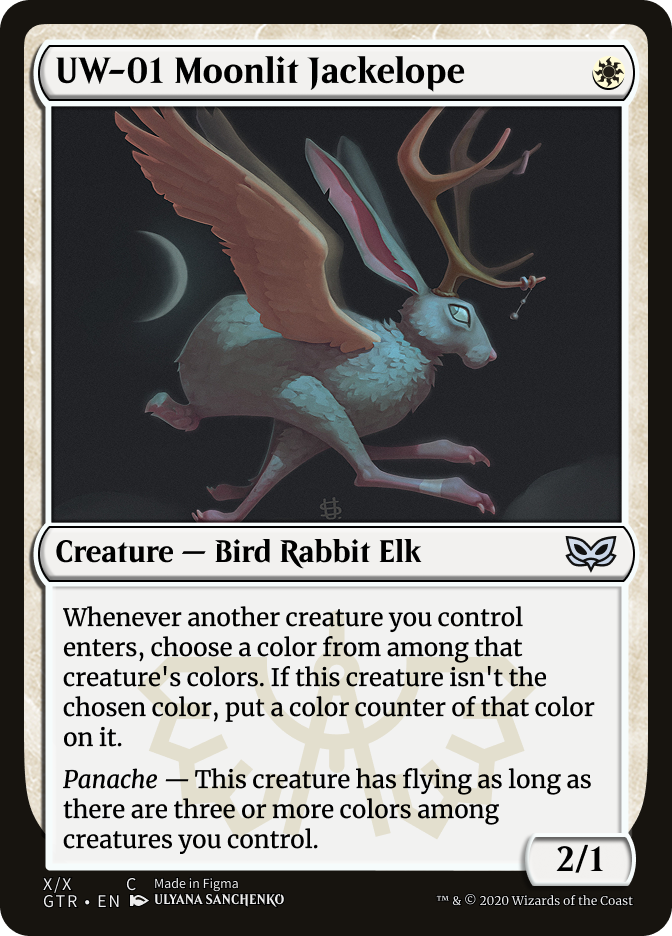 UW-01 Moonlit Jackelope
Creature — Bird Rabbit Elk
Whenever another creature you control
enters, choose a color from among that
creature's colors. If this creature isn't the
chosen color, put a color counter of that color
on it.
Panache — This creature has flying as long as
there are three or more colors among
creatures you control.
2/1
X/X C Made in Figma
GTR • EN ULYANA SANCHENKO
™ & © 2020 Wizards of the Coast